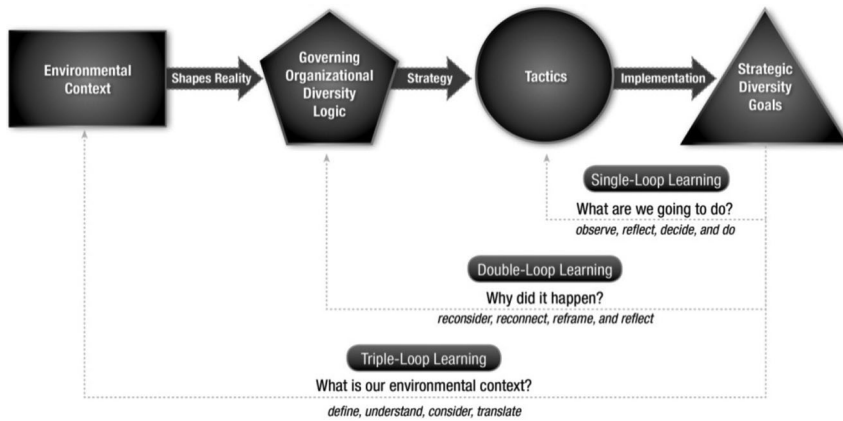 Environmental
Context
Shapes Reality
Governing
Organizational
Diversity
Logic
Strategy
Tactics
Implementation
Strategic
Diversity
Goals
Single-Loop Learning
What are we going to do?
observe, reflect, decide, and do
Double-Loop Learning
Why did it happen?
reconsider, reconnect, reframe, and reflect
Triple-Loop Learning
What is our environmental context?
define, understand, consider, translate